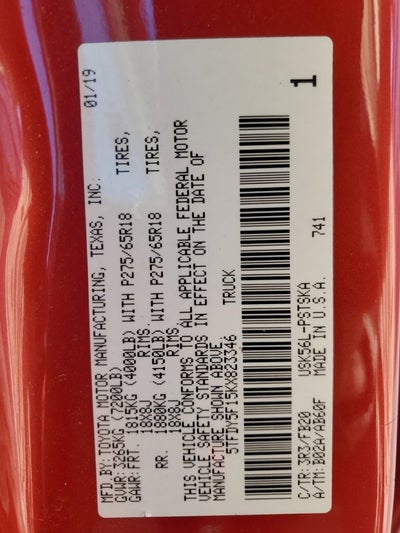 MFD.BY:TOYOTA MOTOR MANUFACTURING, TEXAS, INC. 01/19
GVWR: 3265KG (7200LB)
GAWR: FRT. 1815KG (4000LB) WITH P275/65R18 TIRES,
18X8J RIMS
RR. 1880KG (4150LB) WITH P275/65R18 TIRES,
18X8J RIMS
THIS VEHICLE CONFORMS TO ALL APPLICABLE FEDERAL MOTOR
VEHICLE SAFETY STANDARDS IN EFFECT ON THE DATE OF
MANUFACTURE SHOWN ABOVE.
5TFDY5F15KX823346 TRUCK
1
C/TR:3R3/FB20 USK56L-PSTSKA 741
A/TM:B02A/AB60F MADE IN U.S.A.